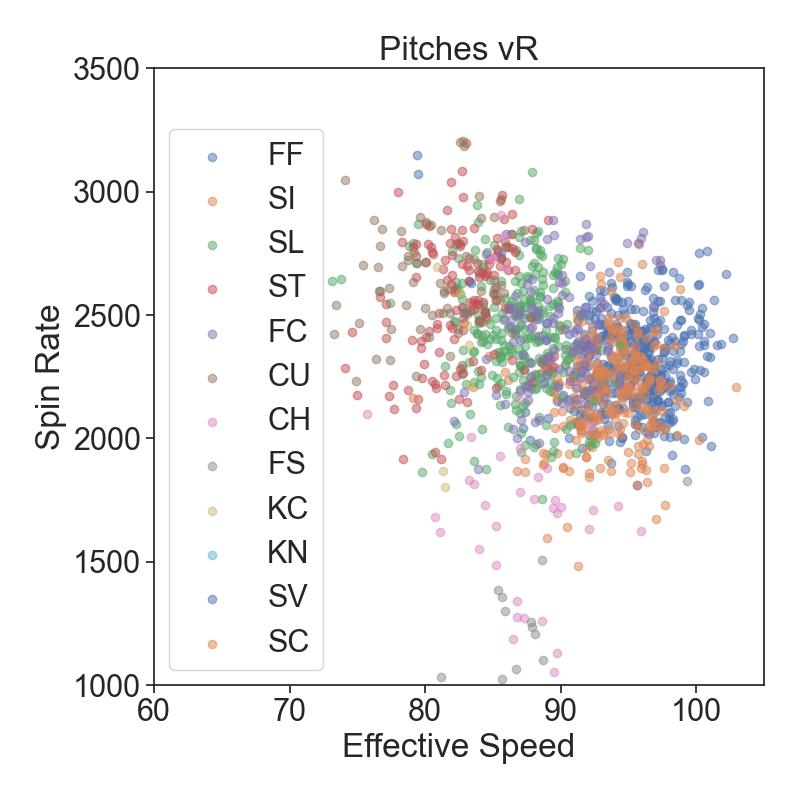 Pitches vR
3500
3000
2500
2000
1500
1000
Spin Rate
FF
SI
SL
ST
FC
CU
CH
FS
KC
KN
SV
SC
60 70 80 90 100
Effective Speed